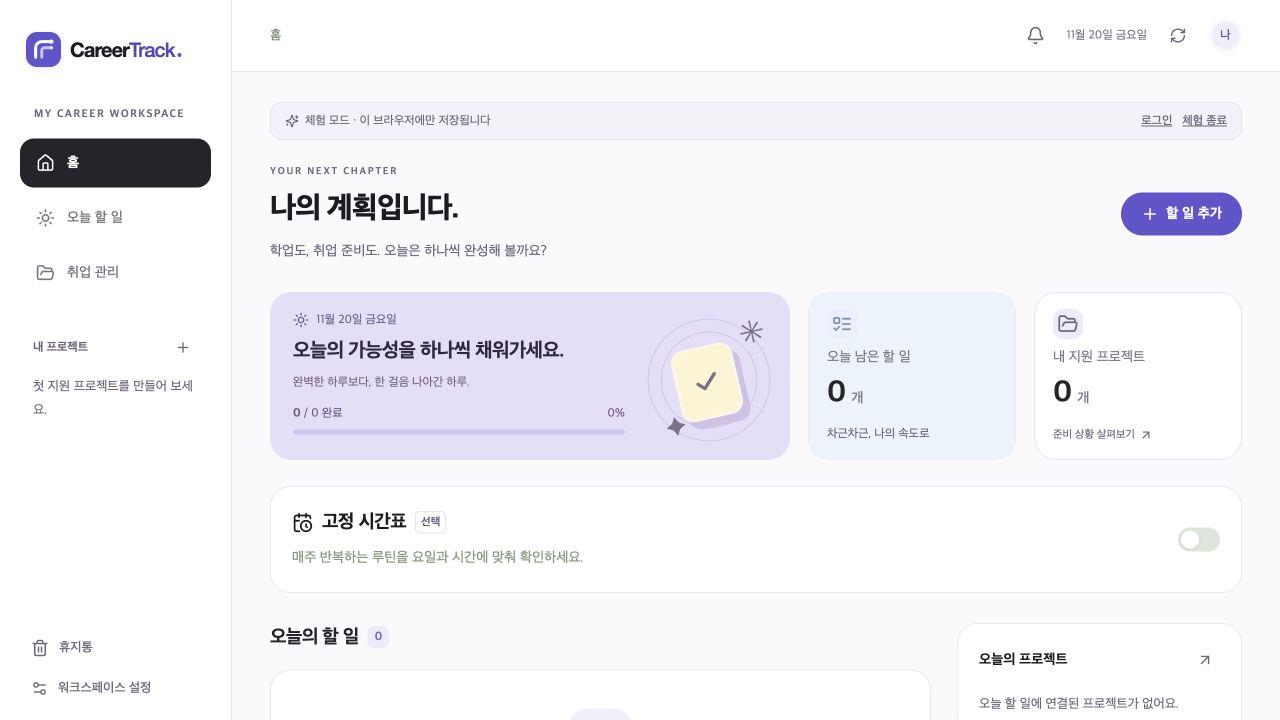 CareerTrack.
MY CAREER WORKSPACE
홈
오늘 할 일
취업 관리
내 프로젝트
첫 지원 프로젝트를 만들어 보세
요.
휴지통
워크스페이스 설정
홈
11월 20일 금요일
나
체험 모드 · 이 브라우저에만 저장됩니다
로그인 체험 종료
YOUR NEXT CHAPTER
나의 계획입니다.
학업도, 취업 준비도. 오늘은 하나씩 완성해 볼까요?
할 일 추가
11월 20일 금요일
오늘의 가능성을 하나씩 채워가세요.
완벽한 하루보다, 한 걸음 나아간 하루.
0 / 0 완료 0%
오늘 남은 할 일
0 개
차근차근, 나의 속도로
내 지원 프로젝트
0 개
준비 상황 살펴보기
고정 시간표 선택
매주 반복하는 루틴을 요일과 시간에 맞춰 확인하세요.
오늘의 할 일 0
오늘의 프로젝트
오늘 할 일에 연결된 프로젝트가 없어요.